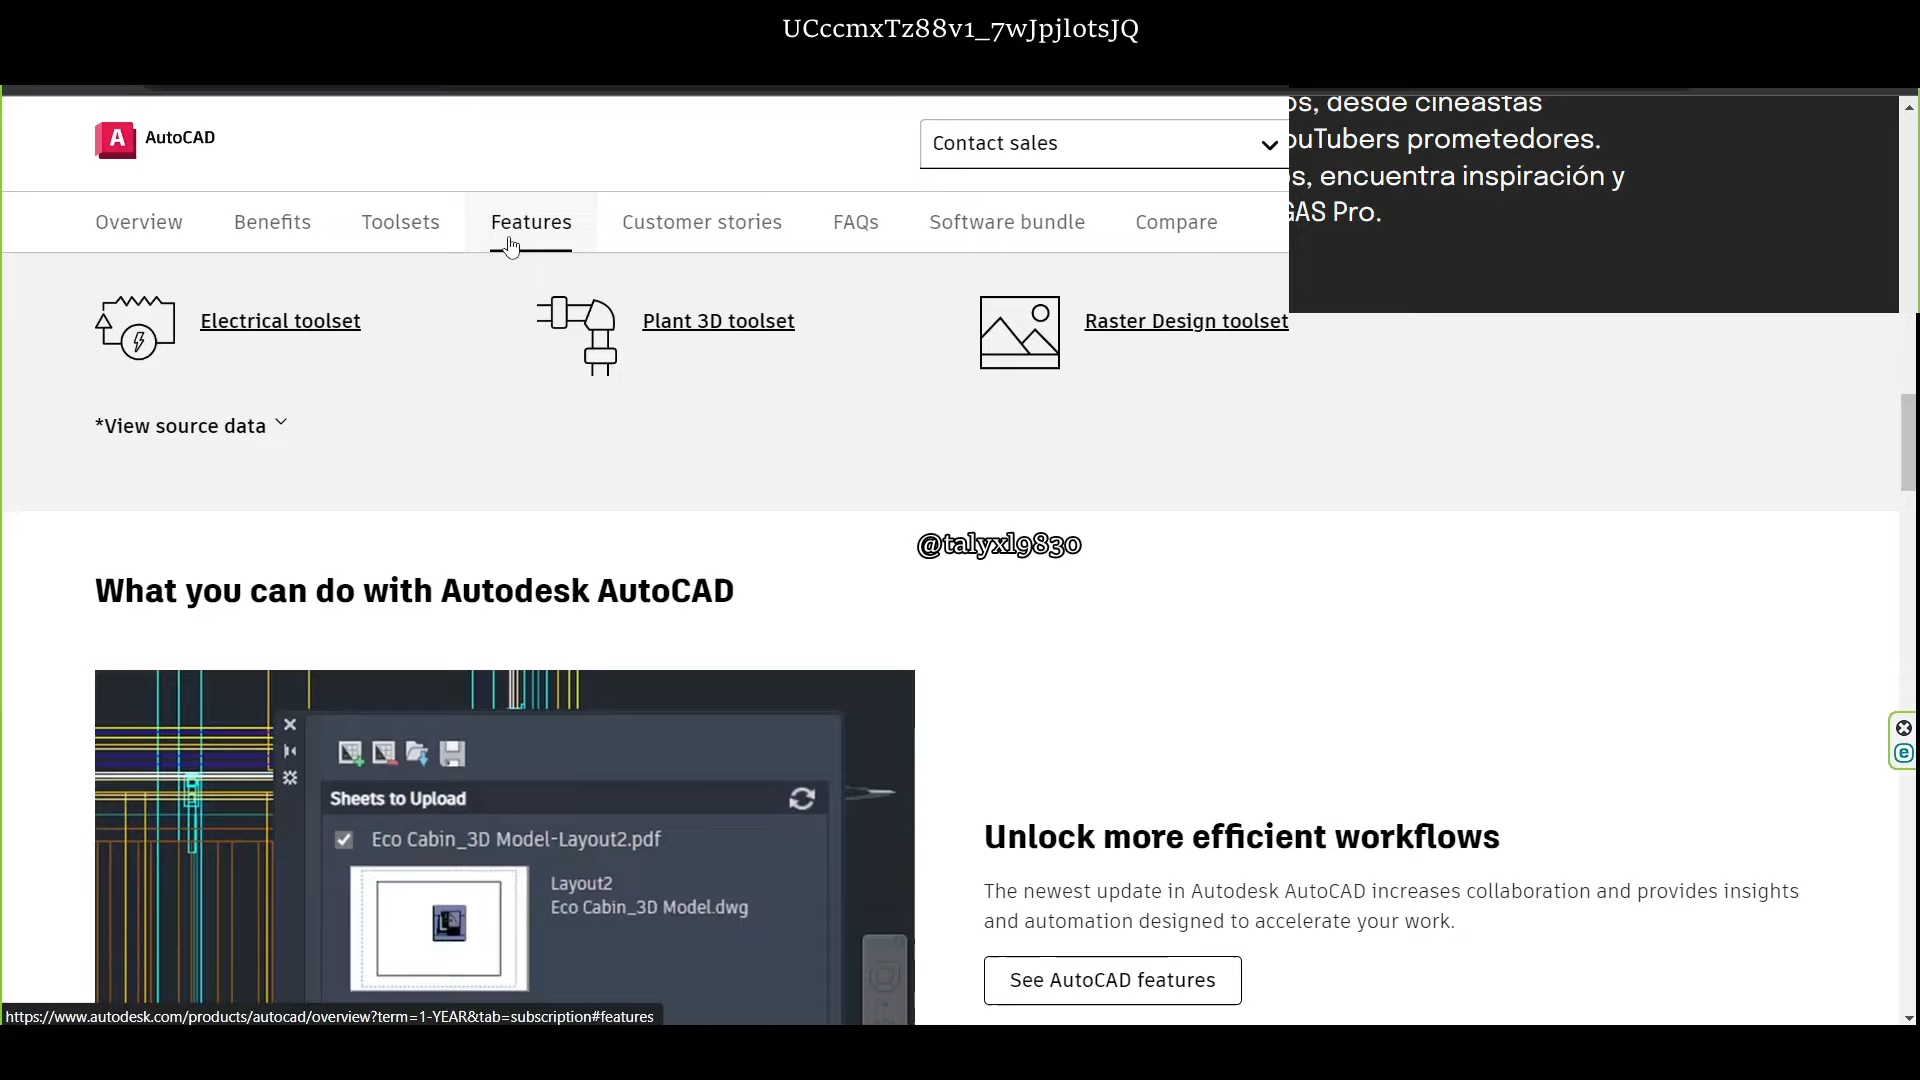 UCccmxTz88v1_7wJpjlotsJQ
AutoCAD
Contact sales
os, desde cineastas
ouTubers prometedores.
s, encuentra inspiración y
GAS Pro.
Overview Benefits Toolsets Features Customer stories FAQs Software bundle Compare
Electrical toolset Plant 3D toolset Raster Design toolset
*View source data
@talyxl9830
What you can do with Autodesk AutoCAD
Sheets to Upload
Eco Cabin_3D Model-Layout2.pdf
Layout2
Eco Cabin_3D Model.dwg
Unlock more efficient workflows
The newest update in Autodesk AutoCAD increases collaboration and provides insights
and automation designed to accelerate your work.
See AutoCAD features
https://www.autodesk.com/products/autocad/overview?term=1-YEAR&tab=subscription#features